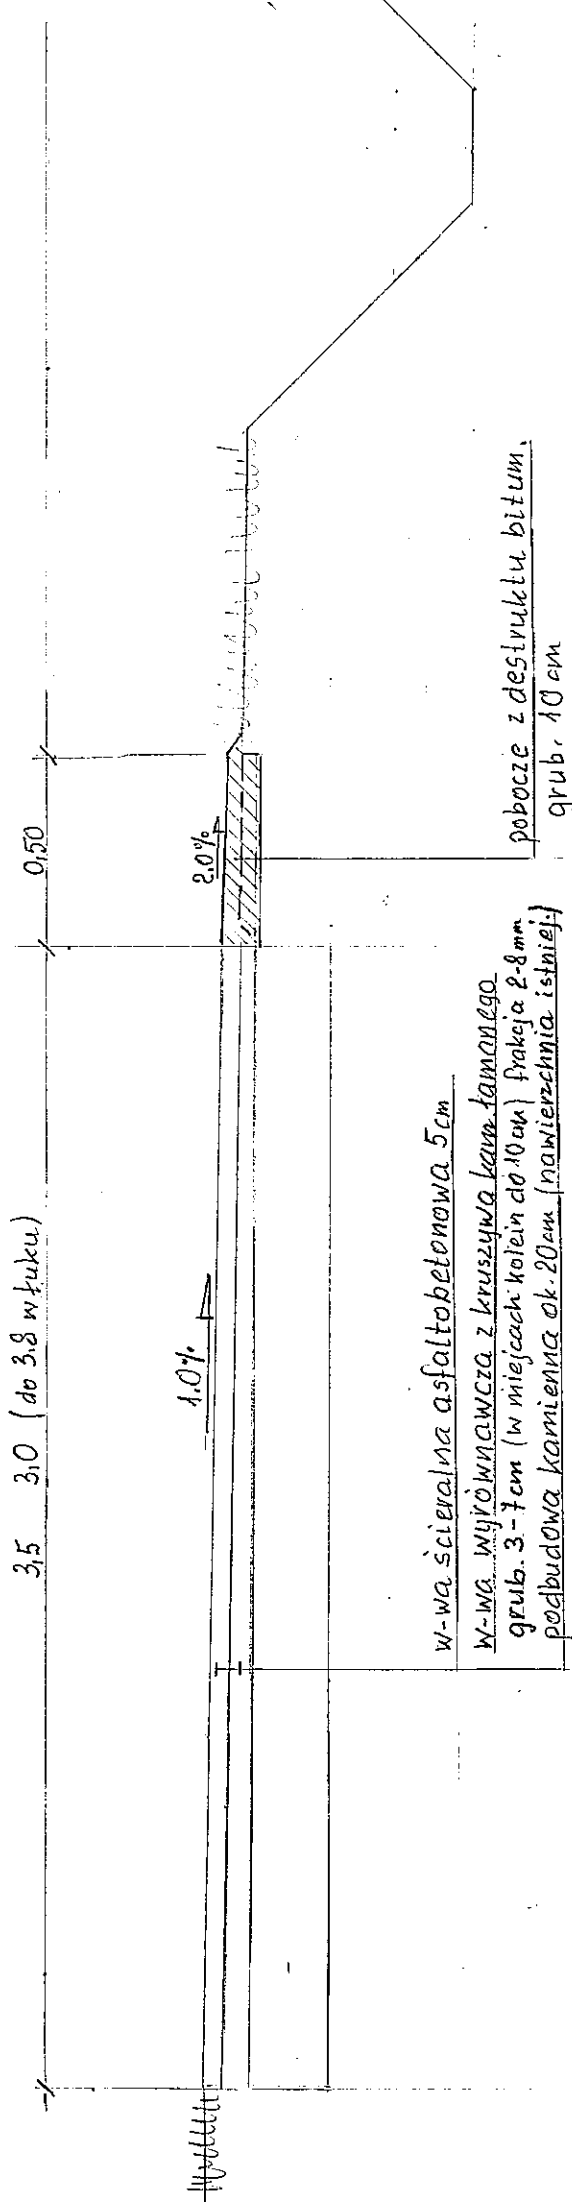 3,5 3,0 (do 3.8 w łuku)
0,50
1.0%
2.0%
w-wa ścieralna asfaltobetonowa 5cm
w-wa wyrównawcza z kruszywa kam. łamanego
grub. 3-7cm (w miejscach kolein do 10cm) frakcja 2-8mm
podbudowa kamienna ok. 20cm (nawierzchnia istniej.)
pobocze z destruktu bitum.
grub. 10 cm